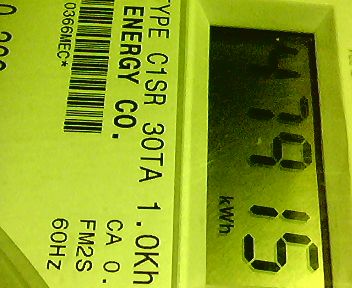 47915
kWh
TYPE C1SR 30TA 1.0Kh
ENERGY CO.
CA 0.
FM2S
60Hz
0366MEC*